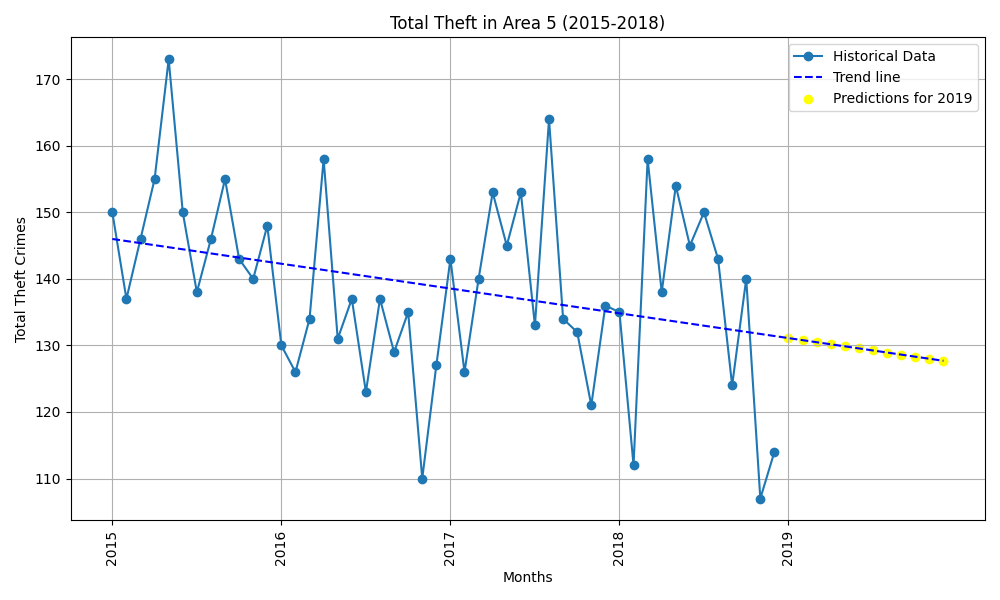 Total Theft in Area 5 (2015-2018)
Historical Data
Trend line
Predictions for 2019
Total Theft Crimes
170
160
150
140
130
120
110
2015
2016
2017
2018
2019
Months